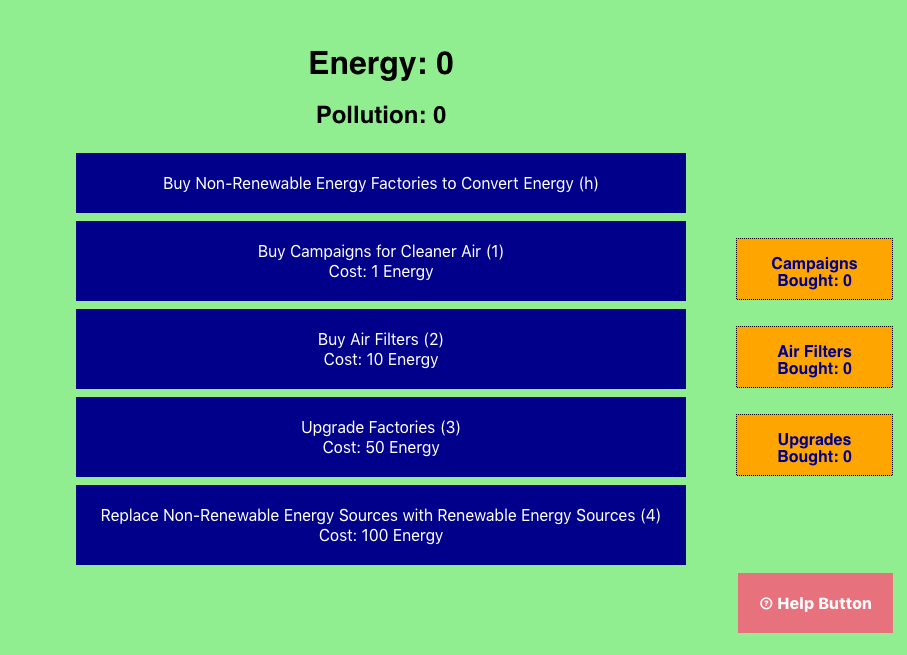 Energy: 0
Pollution: 0
Buy Non-Renewable Energy Factories to Convert Energy (h)
Buy Campaigns for Cleaner Air (1)
Cost: 1 Energy
Campaigns
Bought: 0
Buy Air Filters (2)
Cost: 10 Energy
Air Filters
Bought: 0
Upgrade Factories (3)
Cost: 50 Energy
Upgrades
Bought: 0
Replace Non-Renewable Energy Sources with Renewable Energy Sources (4)
Cost: 100 Energy
? Help Button